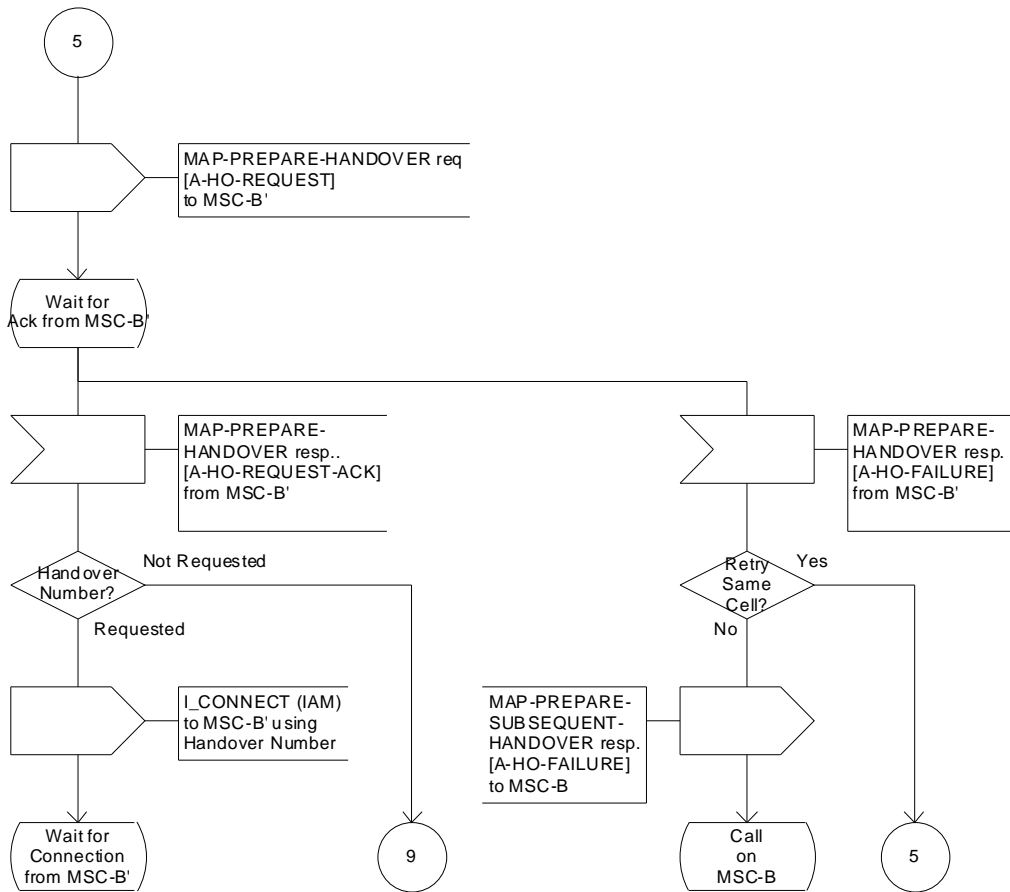 5
MAP-PREPARE-HANDOVER req
[A-HO-REQUEST]
to MSC-B'
Wait for
Ack from MSC-B'
MAP-PREPARE-
HANDOVER resp..
[A-HO-REQUEST-ACK]
from MSC-B'
MAP-PREPARE-
HANDOVER resp.
[A-HO-FAILURE]
from MSC-B'
Handover
Number?
Not Requested
Requested
Retry
Same
Cell?
Yes
No
I_CONNECT (IAM)
to MSC-B' using
Handover Number
MAP-PREPARE-
SUBSEQUENT-
HANDOVER resp.
[A-HO-FAILURE]
to MSC-B
Wait for
Connection
from MSC-B'
9
Call
on
MSC-B
5